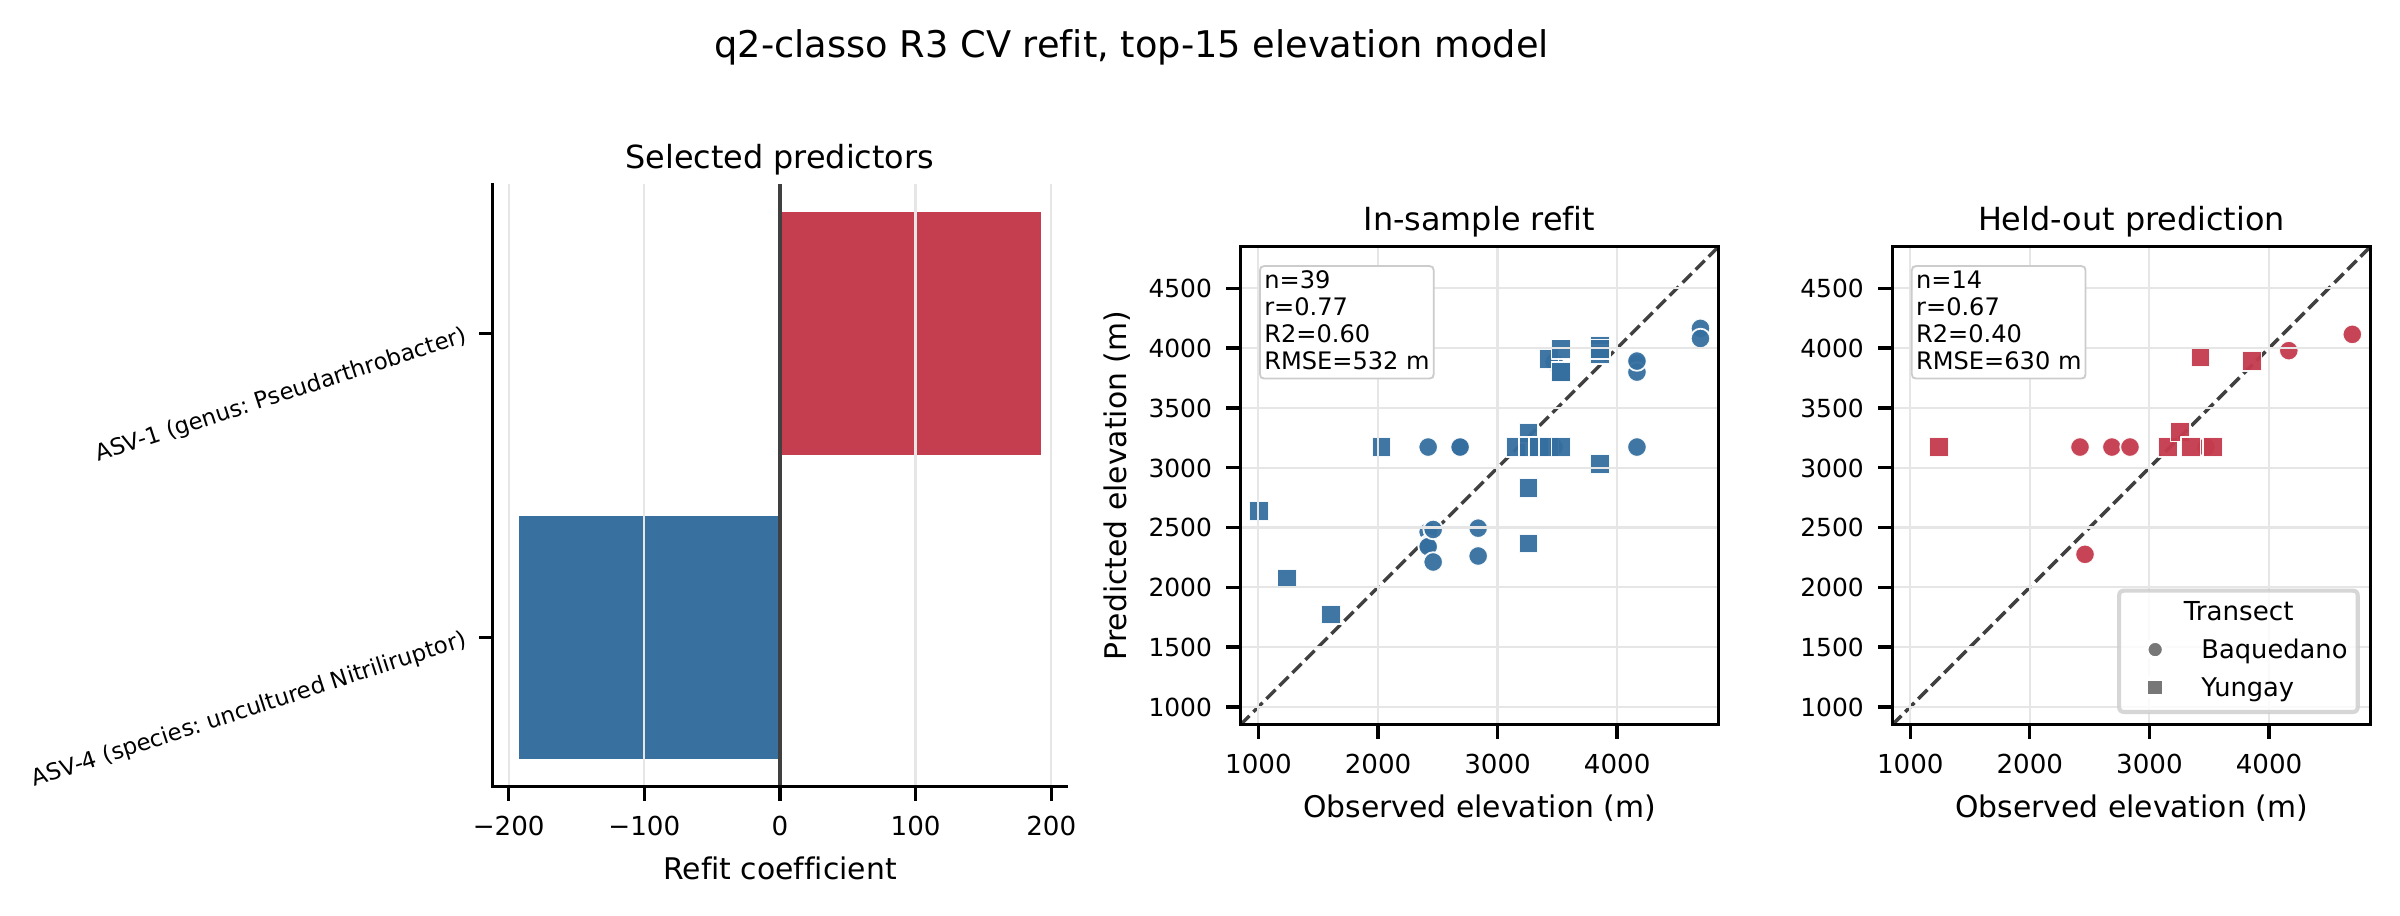 q2-classo R3 CV refit, top-15 elevation model
Selected predictors
ASV-1 (genus: Pseudarthrobacter)
ASV-4 (species: uncultured Nitriliruptor)
−200 −100 0 100 200
Refit coefficient
In-sample refit
n=39
r=0.77
R2=0.60
RMSE=532 m
Predicted elevation (m)
4500
4000
3500
3000
2500
2000
1500
1000
1000 2000 3000 4000
Observed elevation (m)
Held-out prediction
n=14
r=0.67
R2=0.40
RMSE=630 m
4500
4000
3500
3000
2500
2000
1500
1000
Transect
Baquedano
Yungay
1000 2000 3000 4000
Observed elevation (m)